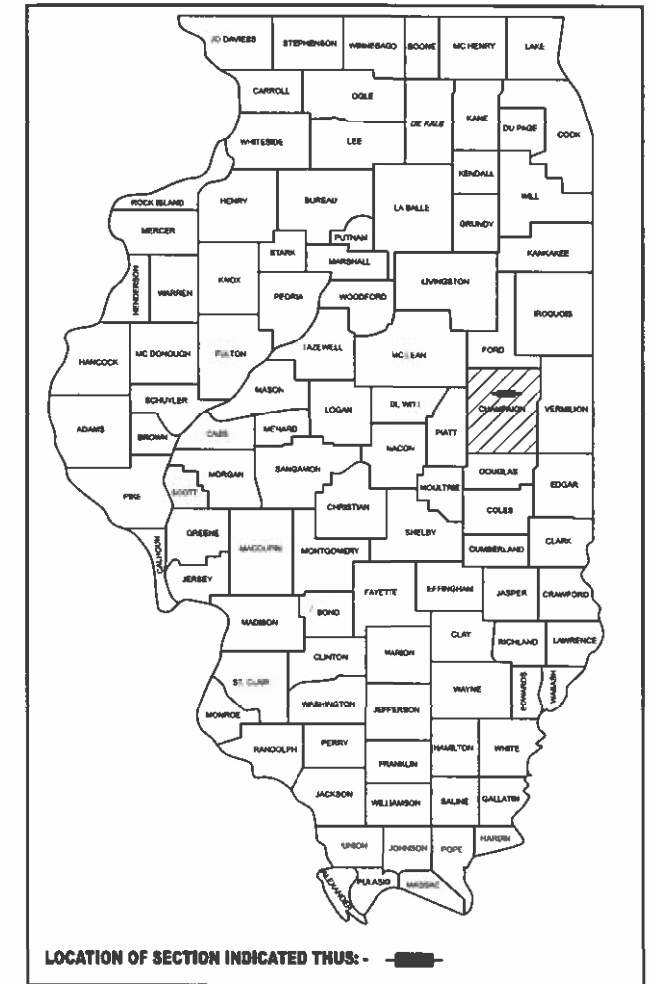 JO DAVIESS STEPHENSON WINNEBAGO BOONE MC HENRY LAKE
CARROLL OGLE DE KALB KANE DU PAGE COOK
WHITESIDE LEE
KENDALL WILL
ROCK ISLAND HENRY BUREAU LA SALLE GRUNDY
MERCER PUTNAM
STARK MARSHALL KANKAKEE
HENDERSON WARREN KNOX PEORIA WOODFORD LIVINGSTON IROQUOIS
HANCOCK MC DONOUGH FULTON TAZEWELL MC LEAN FORD
MASON
SCHUYLER LOGAN DE WITT CHAMPAIGN VERMILION
ADAMS BROWN CASS MENARD MACON PIATT
PIKE SCOTT MORGAN SANGAMON MOULTRIE DOUGLAS EDGAR
CHRISTIAN COLES
CALHOUN GREENE MACOUPIN MONTGOMERY SHELBY CUMBERLAND CLARK
JERSEY FAYETTE EFFINGHAM JASPER CRAWFORD
MADISON BOND
CLAY RICHLAND LAWRENCE
CLINTON MARION
ST. CLAIR WAYNE EDWARDS WABASH
MONROE WASHINGTON JEFFERSON
RANDOLPH PERRY HAMILTON WHITE
FRANKLIN
JACKSON WILLIAMSON SALINE GALLATIN
UNION JOHNSON POPE HARDIN
ALEXANDER PULASKI MASSAC
LOCATION OF SECTION INDICATED THUS: -